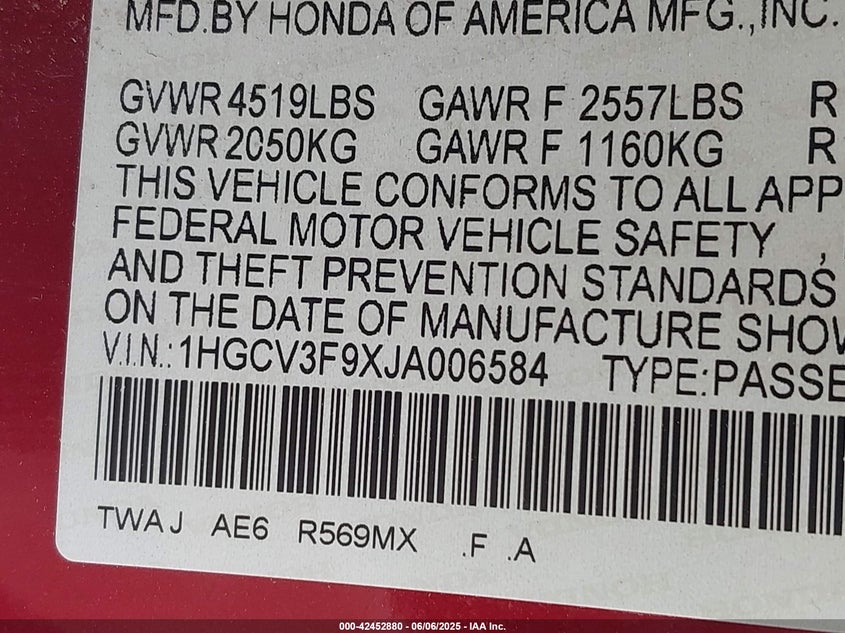 MFD.BY HONDA OF AMERICA MFG.,INC.
GVWR 4519LBS GAWR F 2557LBS R
GVWR 2050KG GAWR F 1160KG R
THIS VEHICLE CONFORMS TO ALL APP
FEDERAL MOTOR VEHICLE SAFETY ,
AND THEFT PREVENTION STANDARDS
ON THE DATE OF MANUFACTURE SHOW
V.I.N.: 1HGCV3F9XJA006584 TYPE:PASSE
TWAJ AE6 R569MX .F .A
000-42452880 - 06/06/2025 - IAA Inc.